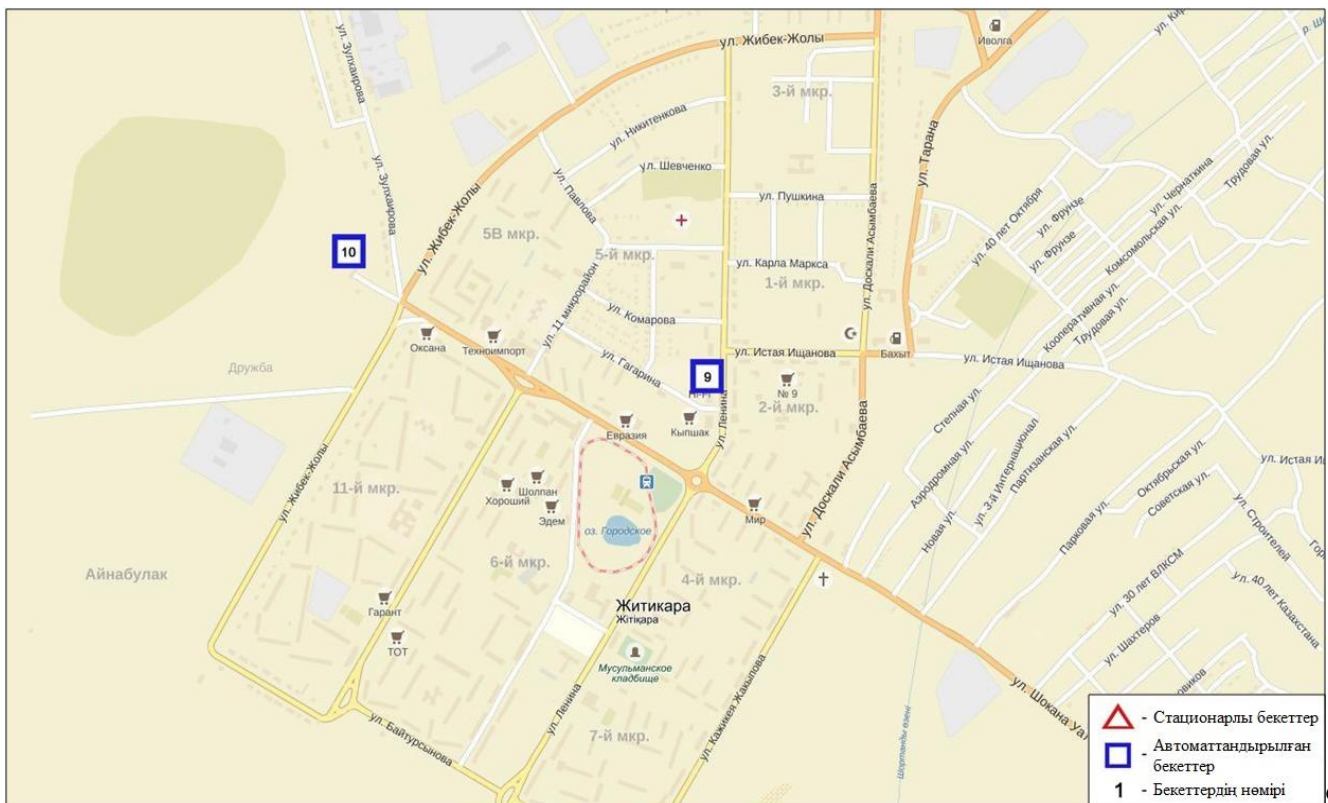 ул. Жибек-Жолы
Иволга
ул. Зулхаирова
3-й мкр.
ул. Никитенкова
ул. Тарана
ул. Чернаткина
Трудовая ул.
ул. Шевченко
ул. Пушкина
ул. Павлова
ул. Доскали Асымбаева
ул. 40 лет Октября
ул. Фрунзе
ул. Зулхаирова
ул. Жибек-Жолы
5В мкр.
10
5-й мкр.
ул. Карла Маркса
1-й мкр.
ул. Фрунзе
Комсомольская ул.
Кооперативная ул.
Трудовая ул.
ул. 11 микрорайон
ул. Комарова
Оксана
Техноимпорт
ул. Истая Ищанова
Бахыт
ул. Истая Ищанова
Дружба
ул. Гагарина
9
№ 9
2-й мкр.
Степная ул.
Евразия
Кыпшак
ул. Ленина
ул. Доскали Асымбаева
Аэродромная ул.
Новая ул.
ул. 3-й Интернационал
Партизанская ул.
Октябрьская ул.
Советская ул.
Парковая ул.
ул. Строителей
ул. Жибек-Жолы
11-й мкр.
Хороший
Шолпан
Эдем
Мир
оз. Городское
6-й мкр.
4-й мкр.
Айнабулак
ул. 30 лет ВЛКСМ
ул. Шахтеров
ул. 40 лет Казахстана
Гарант
ТОТ
Житикара
Жітіқара
Мусульманское
кладбище
ул. Байтурсынова
ул. Ленина
7-й мкр.
ул. Кажикея Жакыпова
Шортанды өзені
- Стационарлы бекеттер
- Автоматтандырылған
бекеттер
1 - Бекеттердің нөмірі